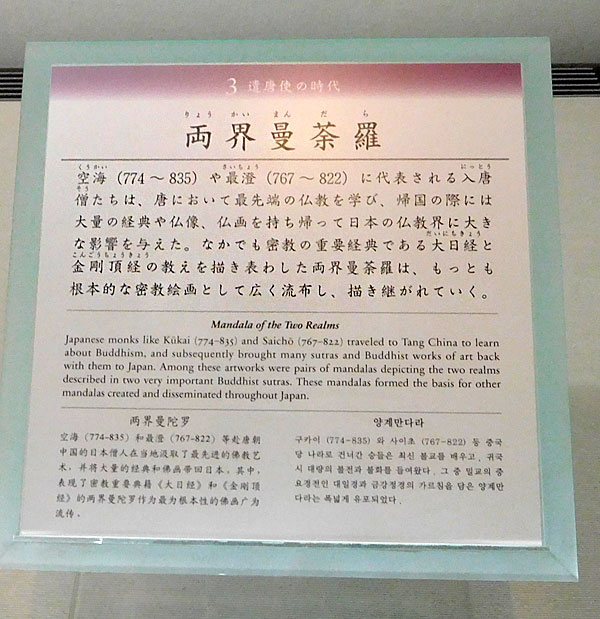 3 遣唐使の時代
りょう かい まん だ ら
両界曼荼羅
くうかい さいちょう にっとう
空海（774～835）や最澄（767～822）に代表される入唐
そう
僧たちは、唐において最先端の仏教を学び、帰国の際には
大量の経典や仏像、仏画を持ち帰って日本の仏教界に大き
な影響を与えた。なかでも密教の重要経典である大日経と
だいにちきょう
こんごうちょうぎょう
金剛頂経の教えを描き表わした両界曼荼羅は、もっとも
根本的な密教絵画として広く流布し、描き継がれていく。
Mandala of the Two Realms
Japanese monks like Kūkai (774–835) and Saichō (767–822) traveled to Tang China to learn
about Buddhism, and subsequently brought many sutras and Buddhist works of art back
with them to Japan. Among these artworks were pairs of mandalas depicting the two realms
described in two very important Buddhist sutras. These mandalas formed the basis for other
mandalas created and disseminated throughout Japan.
两界曼陀罗
空海 (774-835) 和最澄 (767-822) 等赴唐朝
中国的日本僧人在当地汲取了最先进的佛教艺
术，并将大量的经典和佛画带回日本。其中，
表现了密教重要典籍《大日经》和《金刚顶
经》的两界曼陀罗作为最为根本性的佛画广为
流传。
양계만다라
구카이 (774-835) 와 사이초 (767-822) 등 중국
당 나라로 건너간 승들은 최신 불교를 배우고, 귀국
시 대량의 불전과 불화를 들여왔다. 그 중 밀교의 중
요경전인 대일경과 금강정경의 가르침을 담은 양계만
다라는 폭넓게 유포되었다.